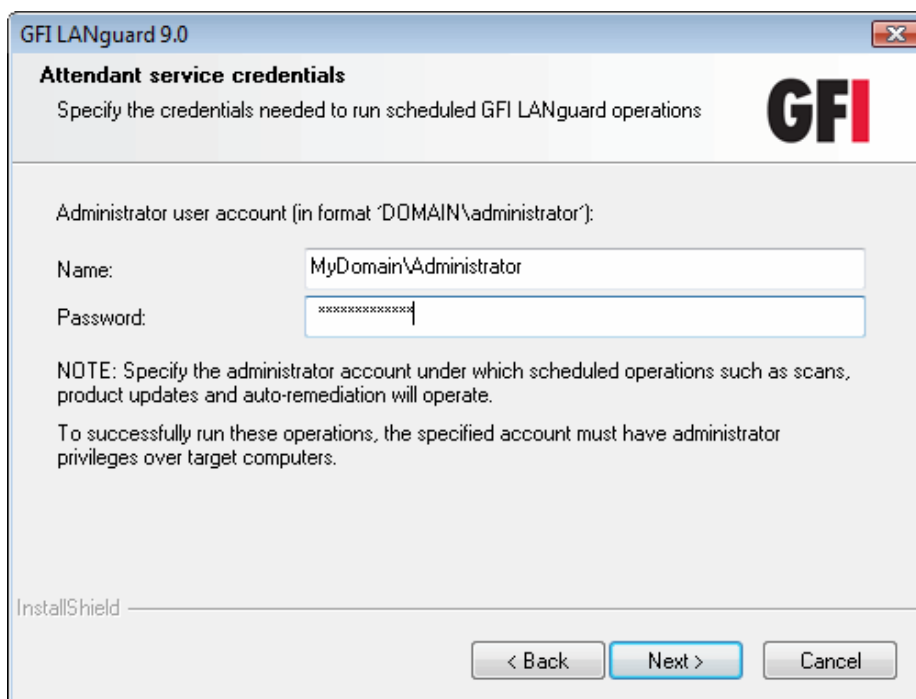 GFI LANguard 9.0
Attendant service credentials
Specify the credentials needed to run scheduled GFI LANguard operations
GFI
Administrator user account (in format ‘DOMAIN\administrator’):
Name:
MyDomain\Administrator
Password:
×××××××××××××
NOTE: Specify the administrator account under which scheduled operations such as scans,
product updates and auto-remediation will operate.
To successfully run these operations, the specified account must have administrator
privileges over target computers.
InstallShield
< Back
Next >
Cancel